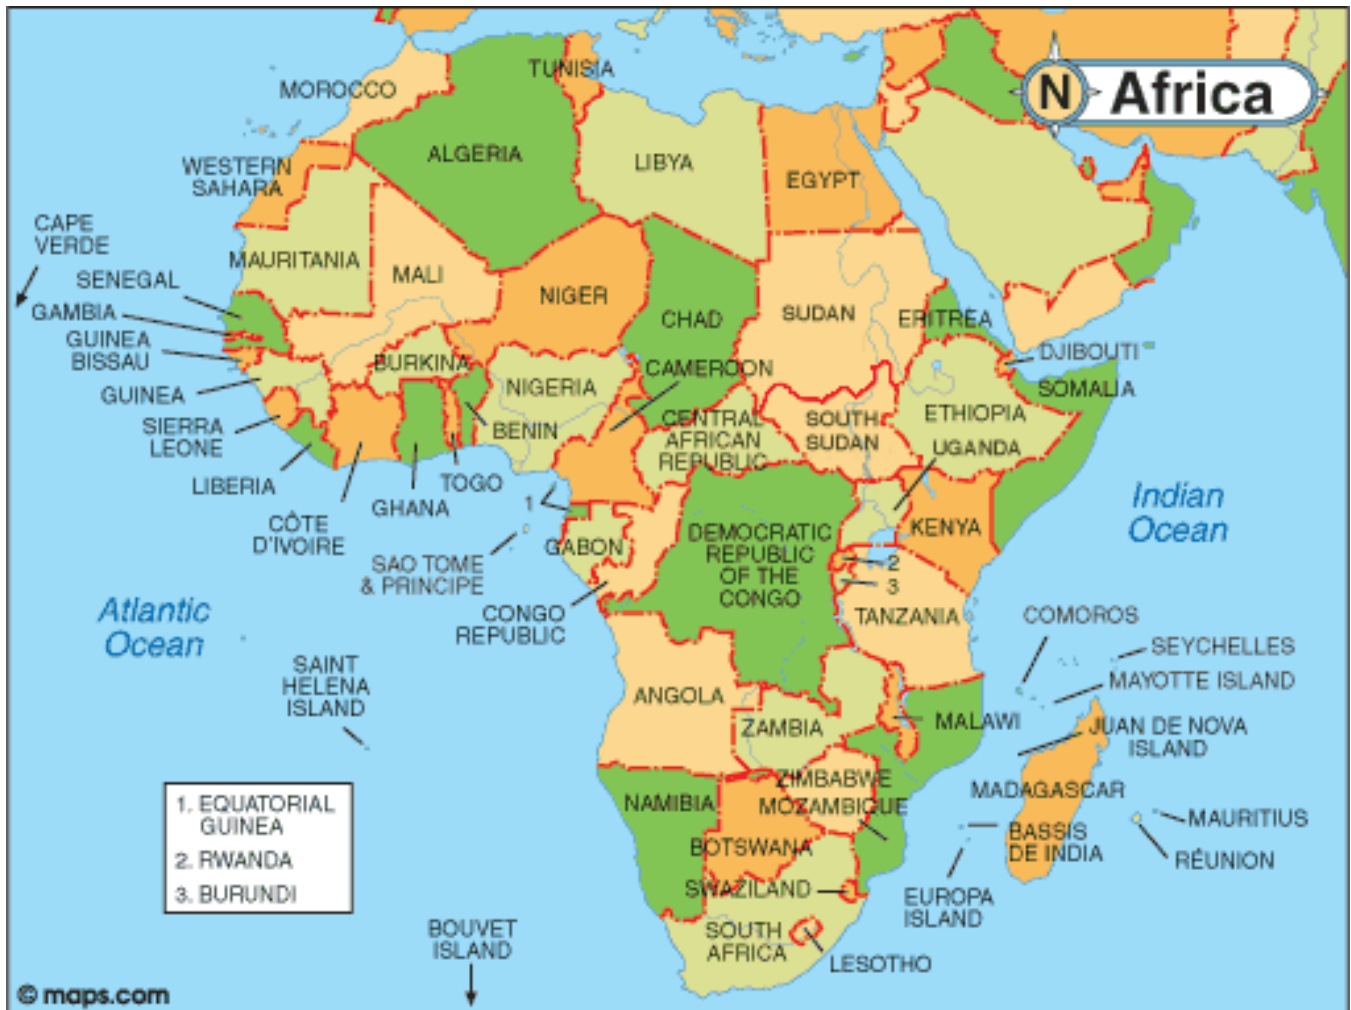 N Africa
MOROCCO
TUNISIA
ALGERIA
LIBYA
EGYPT
WESTERN
SAHARA
CAPE
VERDE
MAURITANIA
MALI
NIGER
CHAD
SUDAN
ERITREA
SENEGAL
GAMBIA
GUINEA
BISSAU
GUINEA
SIERRA
LEONE
LIBERIA
CÔTE
D'IVOIRE
BURKINA
GHANA
TOGO
BENIN
NIGERIA
CAMEROON
CENTRAL
AFRICAN
REPUBLIC
SOUTH
SUDAN
ETHIOPIA
DJIBOUTI
SOMALIA
UGANDA
KENYA
Indian
Ocean
1
SAO TOME
& PRINCIPE
GABON
CONGO
REPUBLIC
DEMOCRATIC
REPUBLIC
OF THE
CONGO
2
3
TANZANIA
Atlantic
Ocean
SAINT
HELENA
ISLAND
ANGOLA
ZAMBIA
MALAWI
COMOROS
SEYCHELLES
MAYOTTE ISLAND
JUAN DE NOVA
ISLAND
MADAGASCAR
MAURITIUS
RÉUNION
BASSIS
DE INDIA
EUROPA
ISLAND
ZIMBABWE
MOZAMBIQUE
NAMIBIA
BOTSWANA
SWAZILAND
SOUTH
AFRICA
LESOTHO
1. EQUATORIAL
GUINEA
2. RWANDA
3. BURUNDI
BOUVET
ISLAND
© maps.com